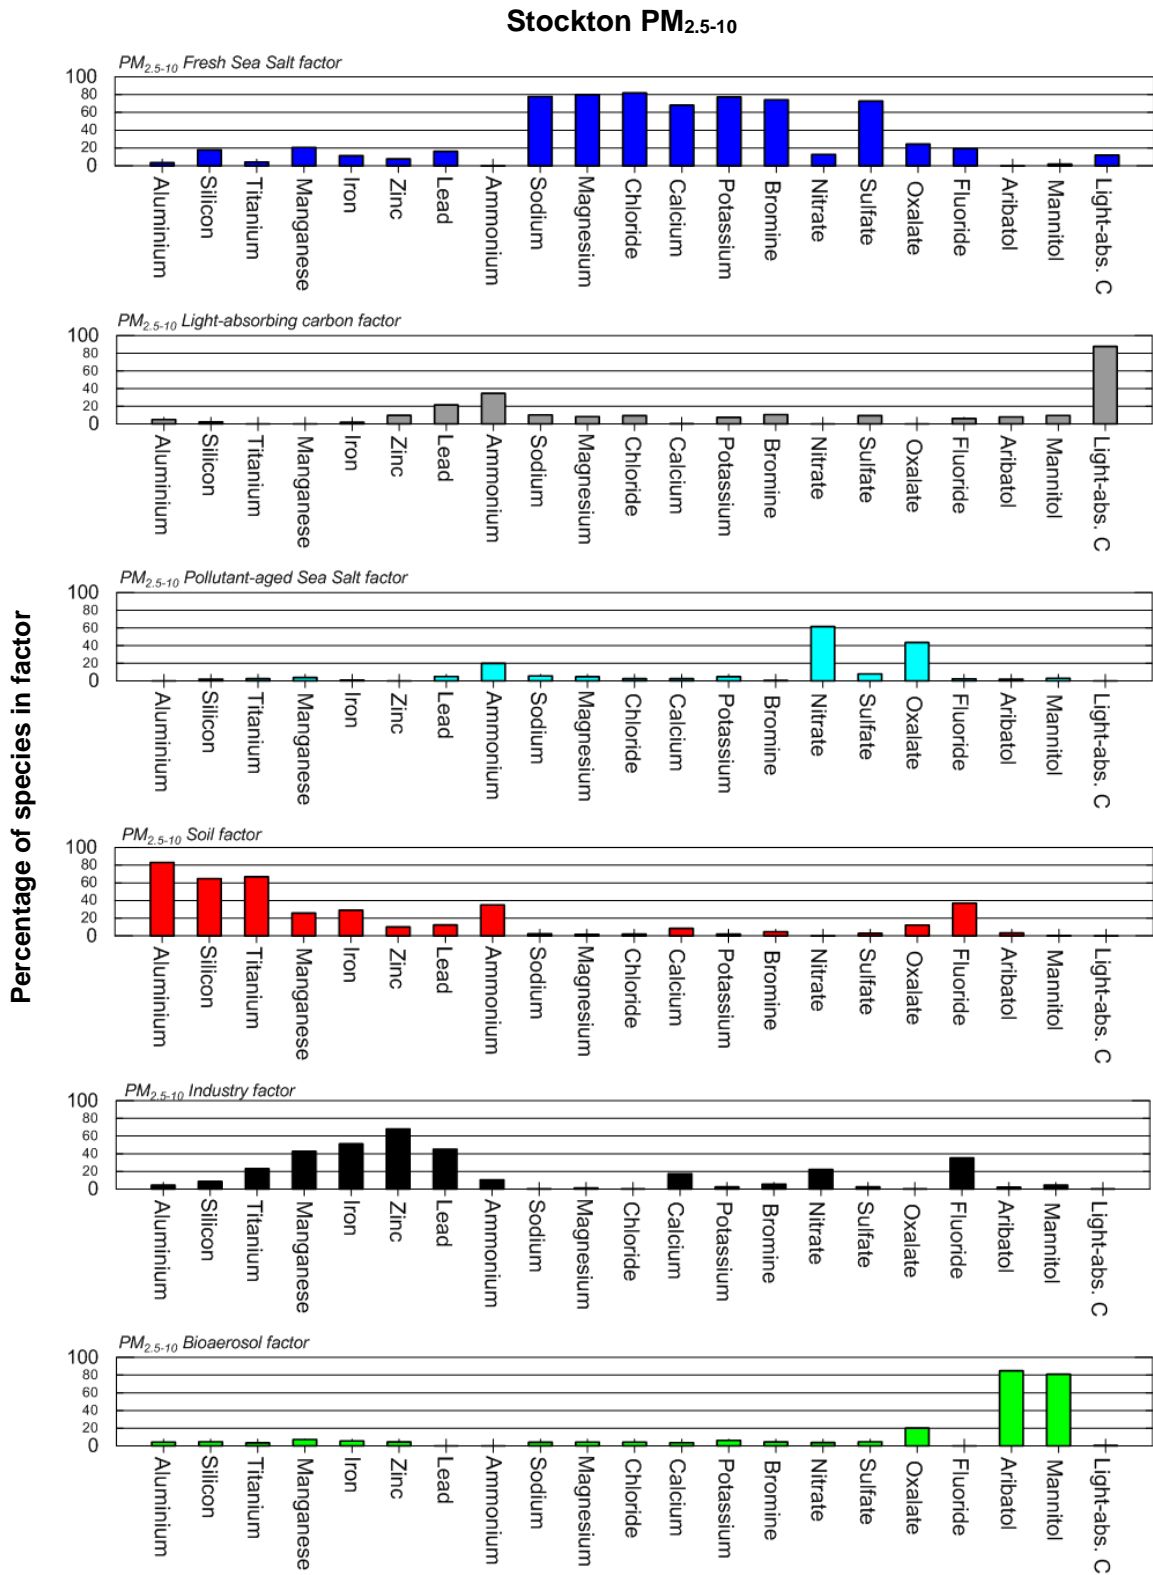 Stockton PM2.5-10
Percentage of species in factor
PM2.5-10 Fresh Sea Salt factor
100
80
60
40
20
0
Aluminium
Silicon
Titanium
Manganese
Iron
Zinc
Lead
Ammonium
Sodium
Magnesium
Chloride
Calcium
Potassium
Bromine
Nitrate
Sulfate
Oxalate
Fluoride
Aribatol
Mannitol
Light-abs. C
PM2.5-10 Light-absorbing carbon factor
100
80
60
40
20
0
Aluminium
Silicon
Titanium
Manganese
Iron
Zinc
Lead
Ammonium
Sodium
Magnesium
Chloride
Calcium
Potassium
Bromine
Nitrate
Sulfate
Oxalate
Fluoride
Aribatol
Mannitol
Light-abs. C
PM2.5-10 Pollutant-aged Sea Salt factor
100
80
60
40
20
0
Aluminium
Silicon
Titanium
Manganese
Iron
Zinc
Lead
Ammonium
Sodium
Magnesium
Chloride
Calcium
Potassium
Bromine
Nitrate
Sulfate
Oxalate
Fluoride
Aribatol
Mannitol
Light-abs. C
PM2.5-10 Soil factor
100
80
60
40
20
0
Aluminium
Silicon
Titanium
Manganese
Iron
Zinc
Lead
Ammonium
Sodium
Magnesium
Chloride
Calcium
Potassium
Bromine
Nitrate
Sulfate
Oxalate
Fluoride
Aribatol
Mannitol
Light-abs. C
PM2.5-10 Industry factor
100
80
60
40
20
0
Aluminium
Silicon
Titanium
Manganese
Iron
Zinc
Lead
Ammonium
Sodium
Magnesium
Chloride
Calcium
Potassium
Bromine
Nitrate
Sulfate
Oxalate
Fluoride
Aribatol
Mannitol
Light-abs. C
PM2.5-10 Bioaerosol factor
100
80
60
40
20
0
Aluminium
Silicon
Titanium
Manganese
Iron
Zinc
Lead
Ammonium
Sodium
Magnesium
Chloride
Calcium
Potassium
Bromine
Nitrate
Sulfate
Oxalate
Fluoride
Aribatol
Mannitol
Light-abs. C